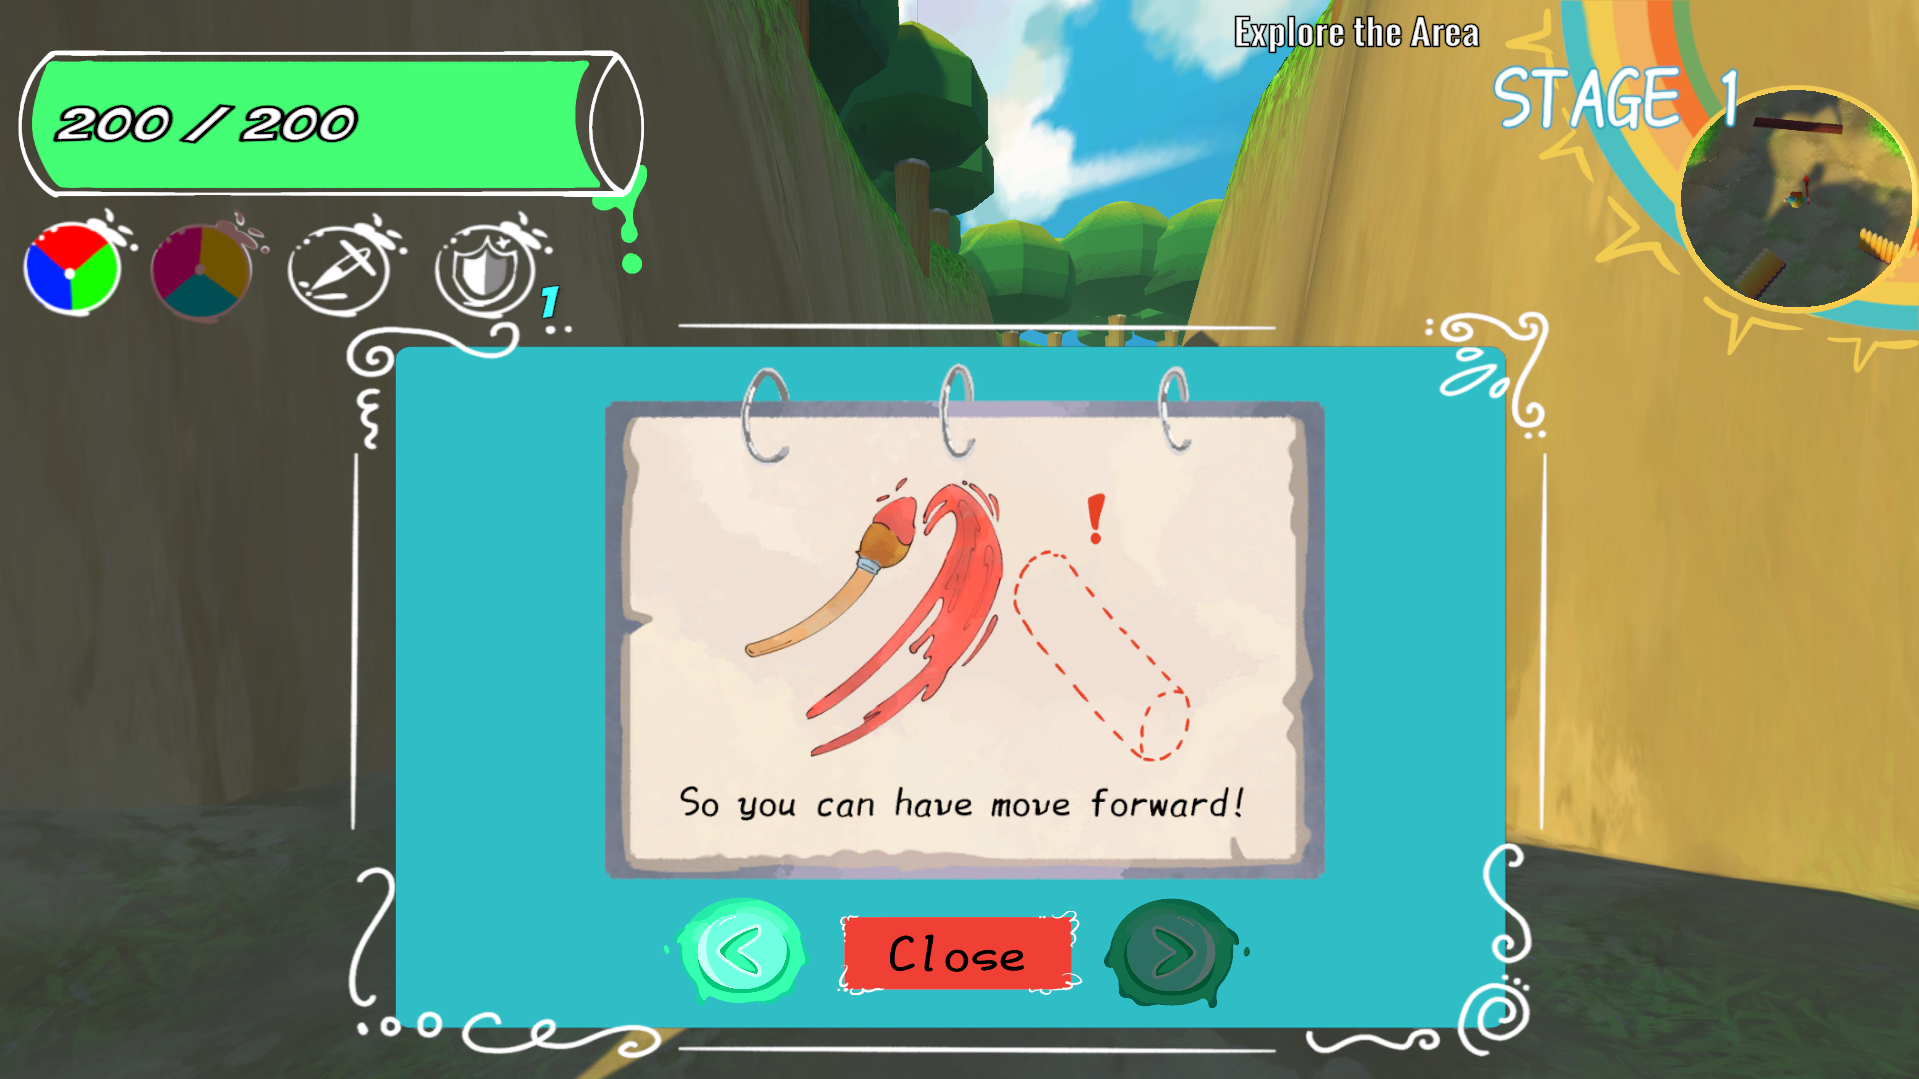 Explore the Area
STAGE 1
200 / 200
1
!
So you can have move forward!
Close